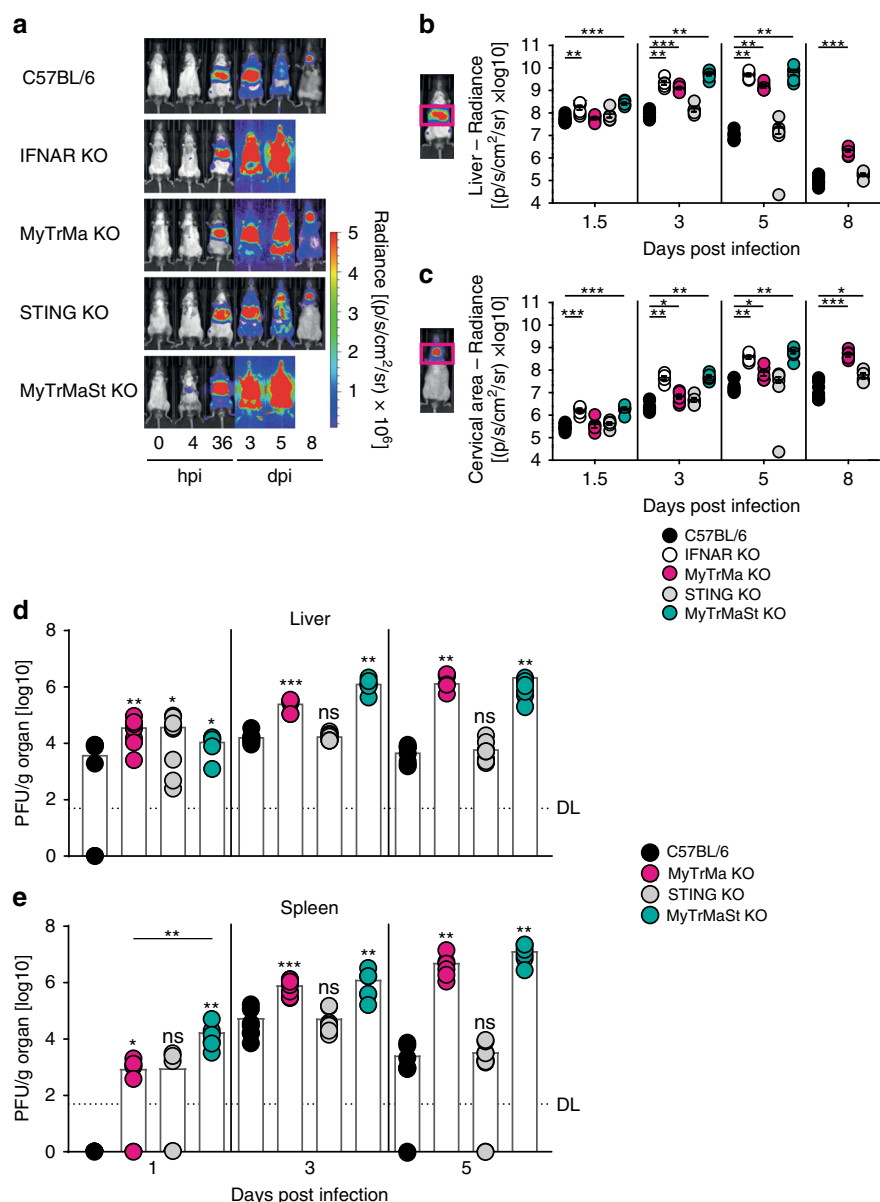 a
C57BL/6
IFNAR KO
MyTrMa KO
STING KO
MyTrMaSt KO
0 4 36 3 5 8
hpi dpi
5
4
3
2
1
Radiance [(p/s/cm²/sr) × 10⁶]
b
Liver – Radiance
[(p/s/cm²/sr) ×log10]
11
10
9
8
7
6
5
4
*** ** ** ***
** *** ** ** **
1.5 3 5 8
Days post infection
c
Cervical area – Radiance
[(p/s/cm²/sr) ×log10]
11
10
9
8
7
6
5
4
*** ** ** *
*** * ** * ** ***
1.5 3 5 8
Days post infection
C57BL/6
IFNAR KO
MyTrMa KO
STING KO
MyTrMaSt KO
d
Liver
PFU/g organ [log10]
8
6
4
2
0
** * * *** ns ** ** ns **
DL
C57BL/6
MyTrMa KO
STING KO
MyTrMaSt KO
e
Spleen
PFU/g organ [log10]
8
6
4
2
0
**
* ns ** *** ns ** ** ns **
DL
1 3 5
Days post infection